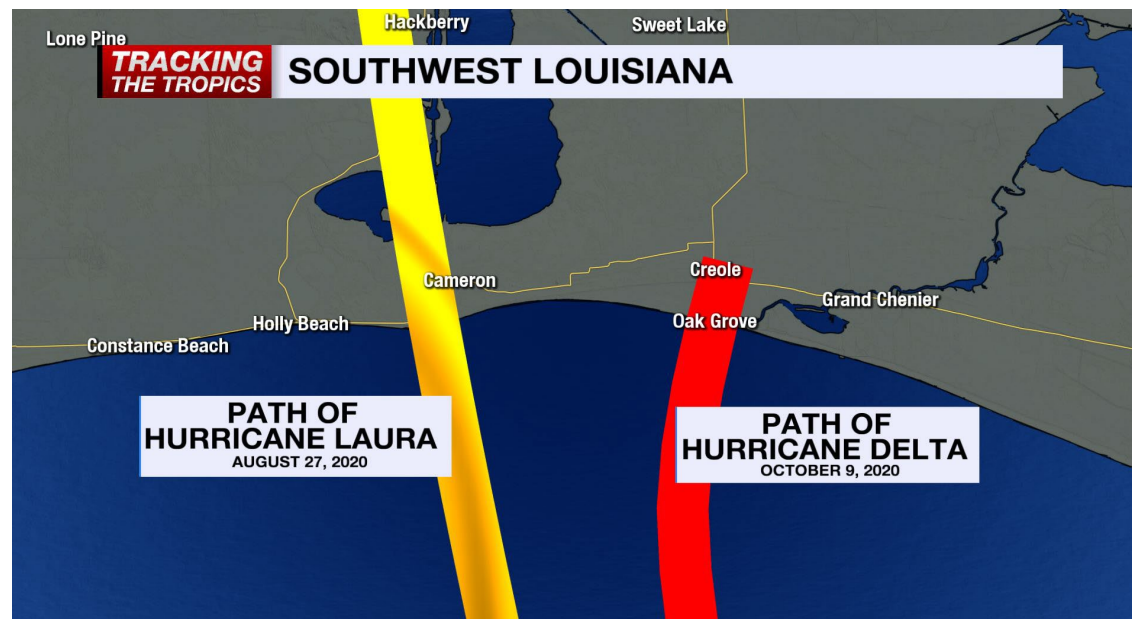 Hackberry
Sweet Lake
Lone Pine
TRACKING
THE TROPICS
SOUTHWEST LOUISIANA
Creole
Cameron
Grand Chenier
Holly Beach
Oak Grove
Constance Beach
PATH OF
HURRICANE LAURA
AUGUST 27, 2020
PATH OF
HURRICANE DELTA
OCTOBER 9, 2020